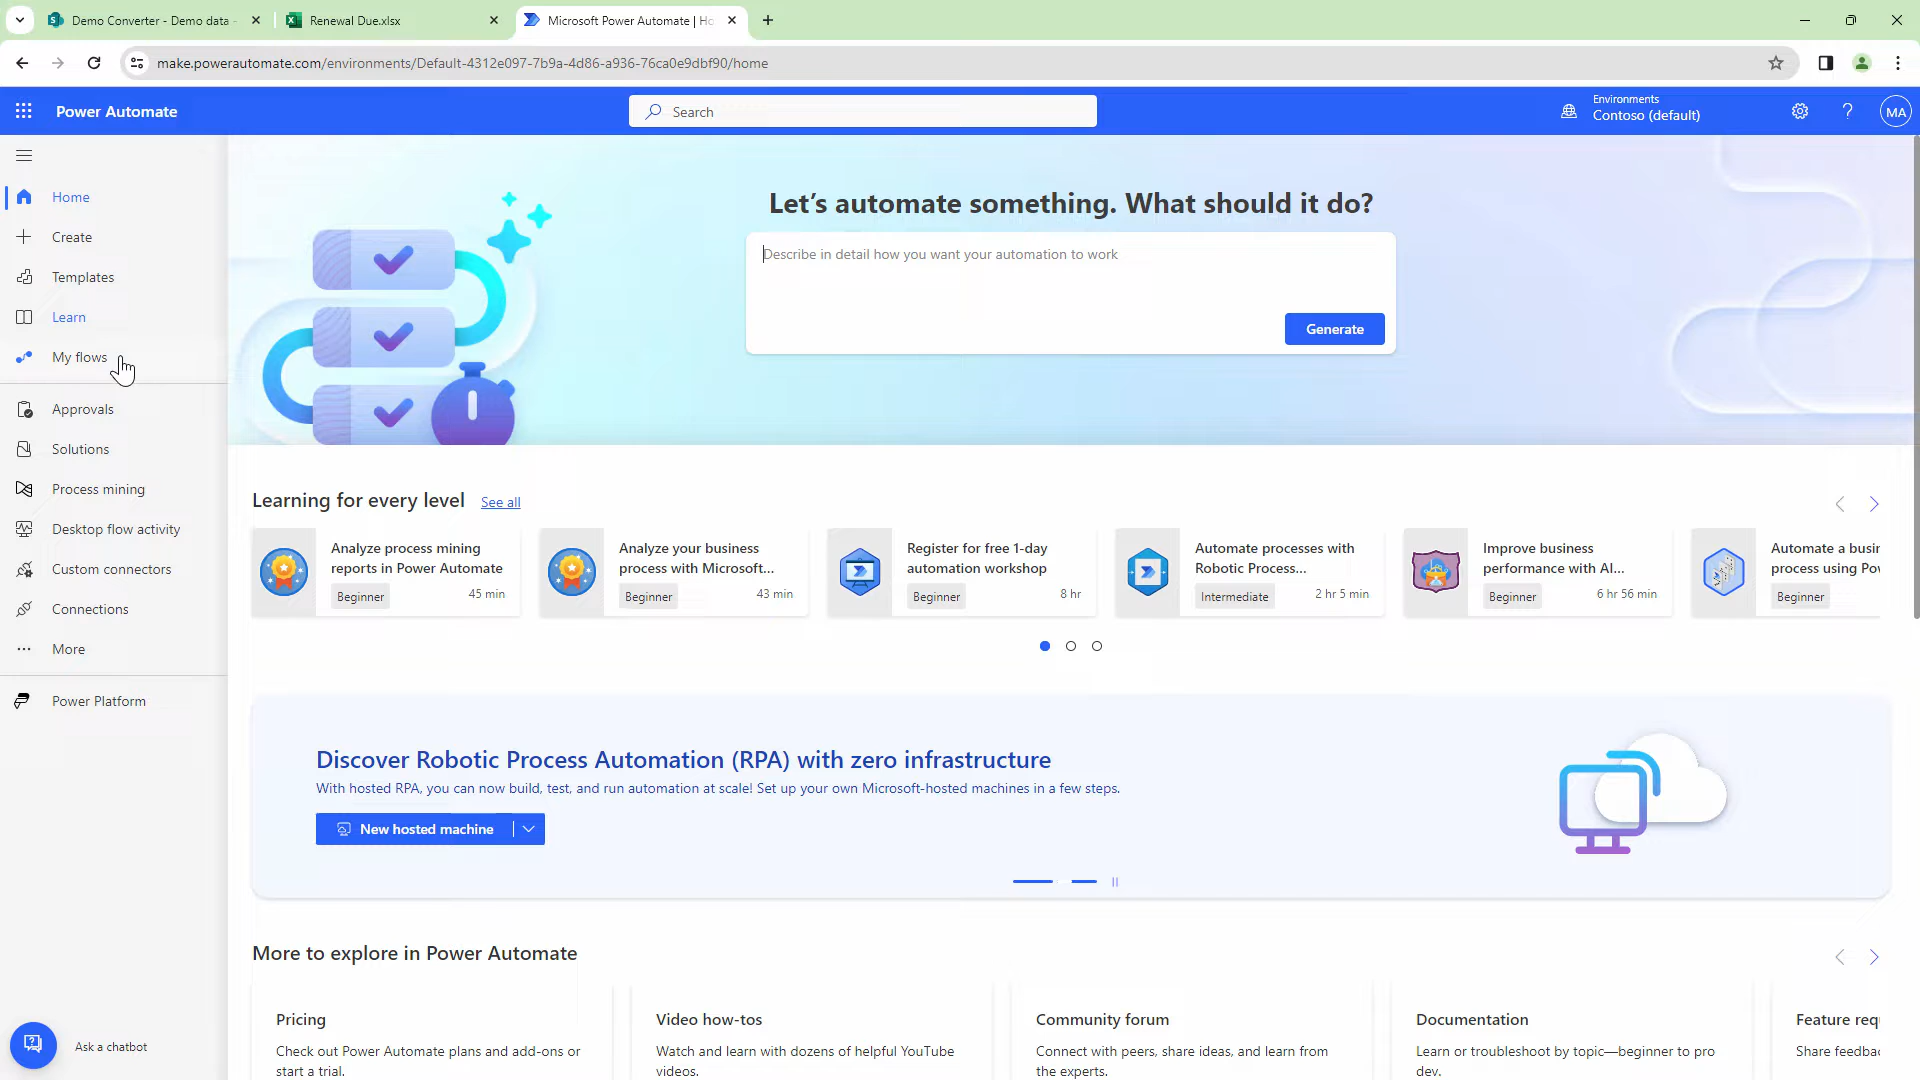 Demo Converter - Demo data -
Renewal Due.xlsx
Microsoft Power Automate | Ho
make.powerautomate.com/environments/Default-4312e097-7b9a-4d86-a936-76ca0e9dbf90/home
Power Automate
Search
Environments
Contoso (default)
MA
Home
Create
Templates
Learn
My flows
Approvals
Solutions
Process mining
Desktop flow activity
Custom connectors
Connections
More
Power Platform
Ask a chatbot
Let’s automate something. What should it do?
Describe in detail how you want your automation to work
Generate
Learning for every level See all
Analyze process mining
reports in Power Automate
Beginner 45 min
Analyze your business
process with Microsoft...
Beginner 43 min
Register for free 1-day
automation workshop
Beginner 8 hr
Automate processes with
Robotic Process...
Intermediate 2 hr 5 min
Improve business
performance with AI...
Beginner 6 hr 56 min
Automate a busin
process using Pov
Beginner
Discover Robotic Process Automation (RPA) with zero infrastructure
With hosted RPA, you can now build, test, and run automation at scale! Set up your own Microsoft-hosted machines in a few steps.
New hosted machine
More to explore in Power Automate
Pricing
Check out Power Automate plans and add-ons or
start a trial.
Video how-tos
Watch and learn with dozens of helpful YouTube
videos.
Community forum
Connect with peers, share ideas, and learn from
the experts.
Documentation
Learn or troubleshoot by topic—beginner to pro
dev.
Feature requ
Share feedbac